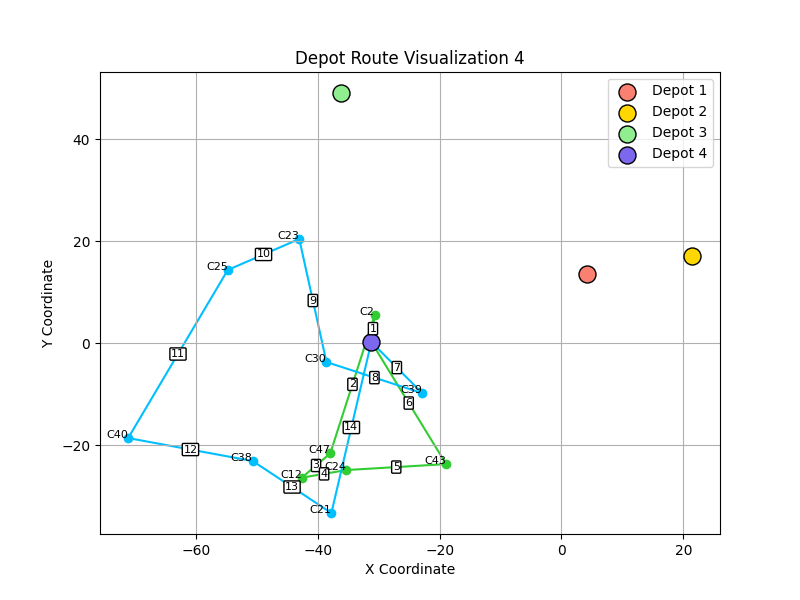 Depot Route Visualization 4
Depot 1
Depot 2
Depot 3
Depot 4
Y Coordinate
40
20
0
−20
C23
10
C25
9
C2
1
11
C30
7
8
2
C39
6
14
C40
12
C47
C38
3
C24
C43
5
C12
4
13
C21
−60
−40
−20
0
20
X Coordinate